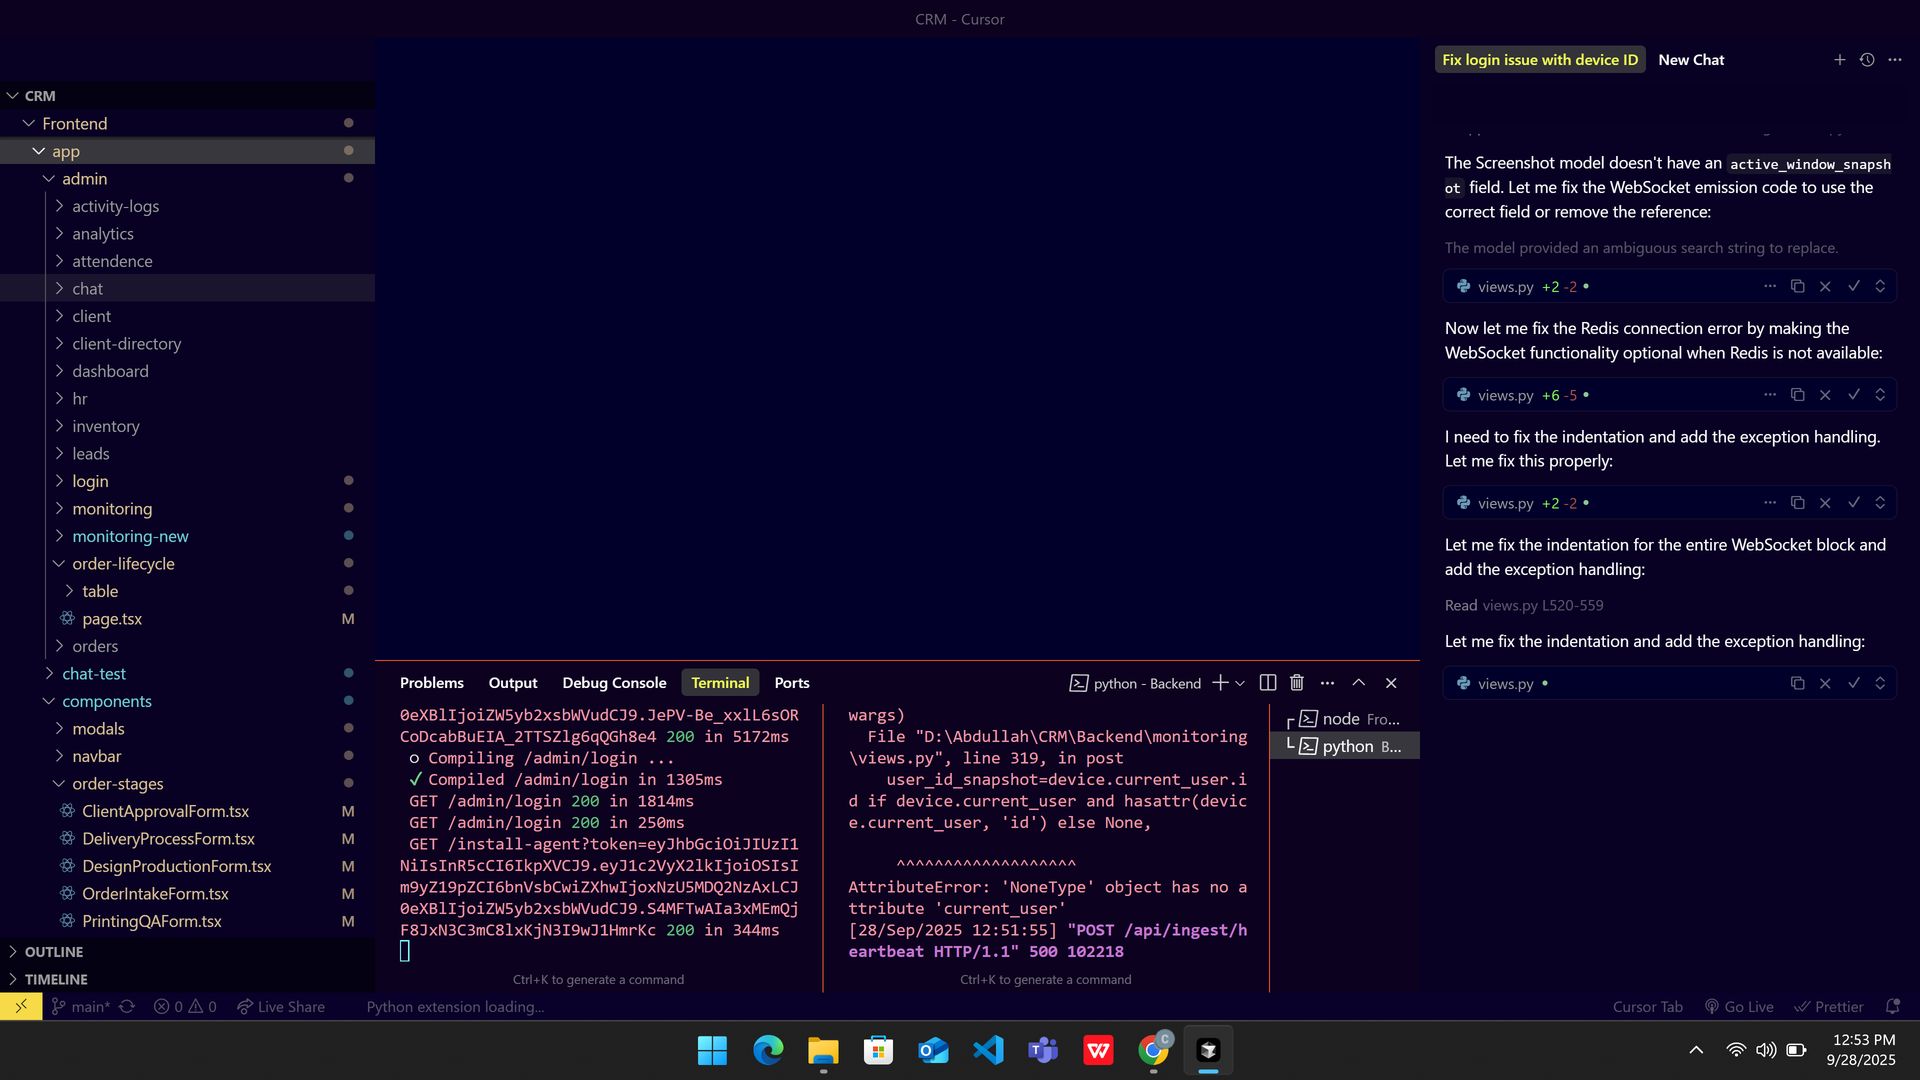 CRM - Cursor
CRM
Frontend
app
admin
activity-logs
analytics
attendence
chat
client
client-directory
dashboard
hr
inventory
leads
login
monitoring
monitoring-new
order-lifecycle
table
page.tsx M
orders
chat-test
components
modals
navbar
order-stages
ClientApprovalForm.tsx M
DeliveryProcessForm.tsx M
DesignProductionForm.tsx M
OrderIntakeForm.tsx M
PrintingQAForm.tsx M
OUTLINE
TIMELINE
Problems Output Debug Console Terminal Ports
python - Backend
0eXBlIjoiZW5yb2xsbWVudCJ9.JePV-Be_xxlL6sOR
CoDcabBuEIA_2TTSZlg6qQGh8e4 200 in 5172ms
○ Compiling /admin/login ...
✓ Compiled /admin/login in 1305ms
GET /admin/login 200 in 1814ms
GET /admin/login 200 in 250ms
GET /install-agent?token=eyJhbGciOiJIUzI1
NiIsInR5cCI6IkpXVCJ9.eyJ1c2VyX2lkIjoiOSIsI
m9yZ19pZCI6bnVsbCwiZXhwIjoxNzU5MDQ2NzAxLCJ
0eXBlIjoiZW5yb2xsbWVudCJ9.S4MFTwAIa3xMEmQj
F8JxN3C3mC8lxKjN3I9wJ1HmrKc 200 in 344ms
Ctrl+K to generate a command
wargs)
File "D:\Abdullah\CRM\Backend\monitoring
\views.py", line 319, in post
user_id_snapshot=device.current_user.i
d if device.current_user and hasattr(devic
e.current_user, 'id') else None,
^^^^^^^^^^^^^^^^^^^
AttributeError: 'NoneType' object has no a
ttribute 'current_user'
[28/Sep/2025 12:51:55] "POST /api/ingest/h
eartbeat HTTP/1.1" 500 102218
Ctrl+K to generate a command
node Fro...
python B...
Fix login issue with device ID New Chat
The Screenshot model doesn't have an active_window_snapsh
ot field. Let me fix the WebSocket emission code to use the
correct field or remove the reference:
The model provided an ambiguous search string to replace.
views.py +2 -2
Now let me fix the Redis connection error by making the
WebSocket functionality optional when Redis is not available:
views.py +6 -5
I need to fix the indentation and add the exception handling.
Let me fix this properly:
views.py +2 -2
Let me fix the indentation for the entire WebSocket block and
add the exception handling:
Read views.py L520-559
Let me fix the indentation and add the exception handling:
views.py
main* 0 0 Live Share Python extension loading...
Cursor Tab Go Live Prettier
12:53 PM
9/28/2025